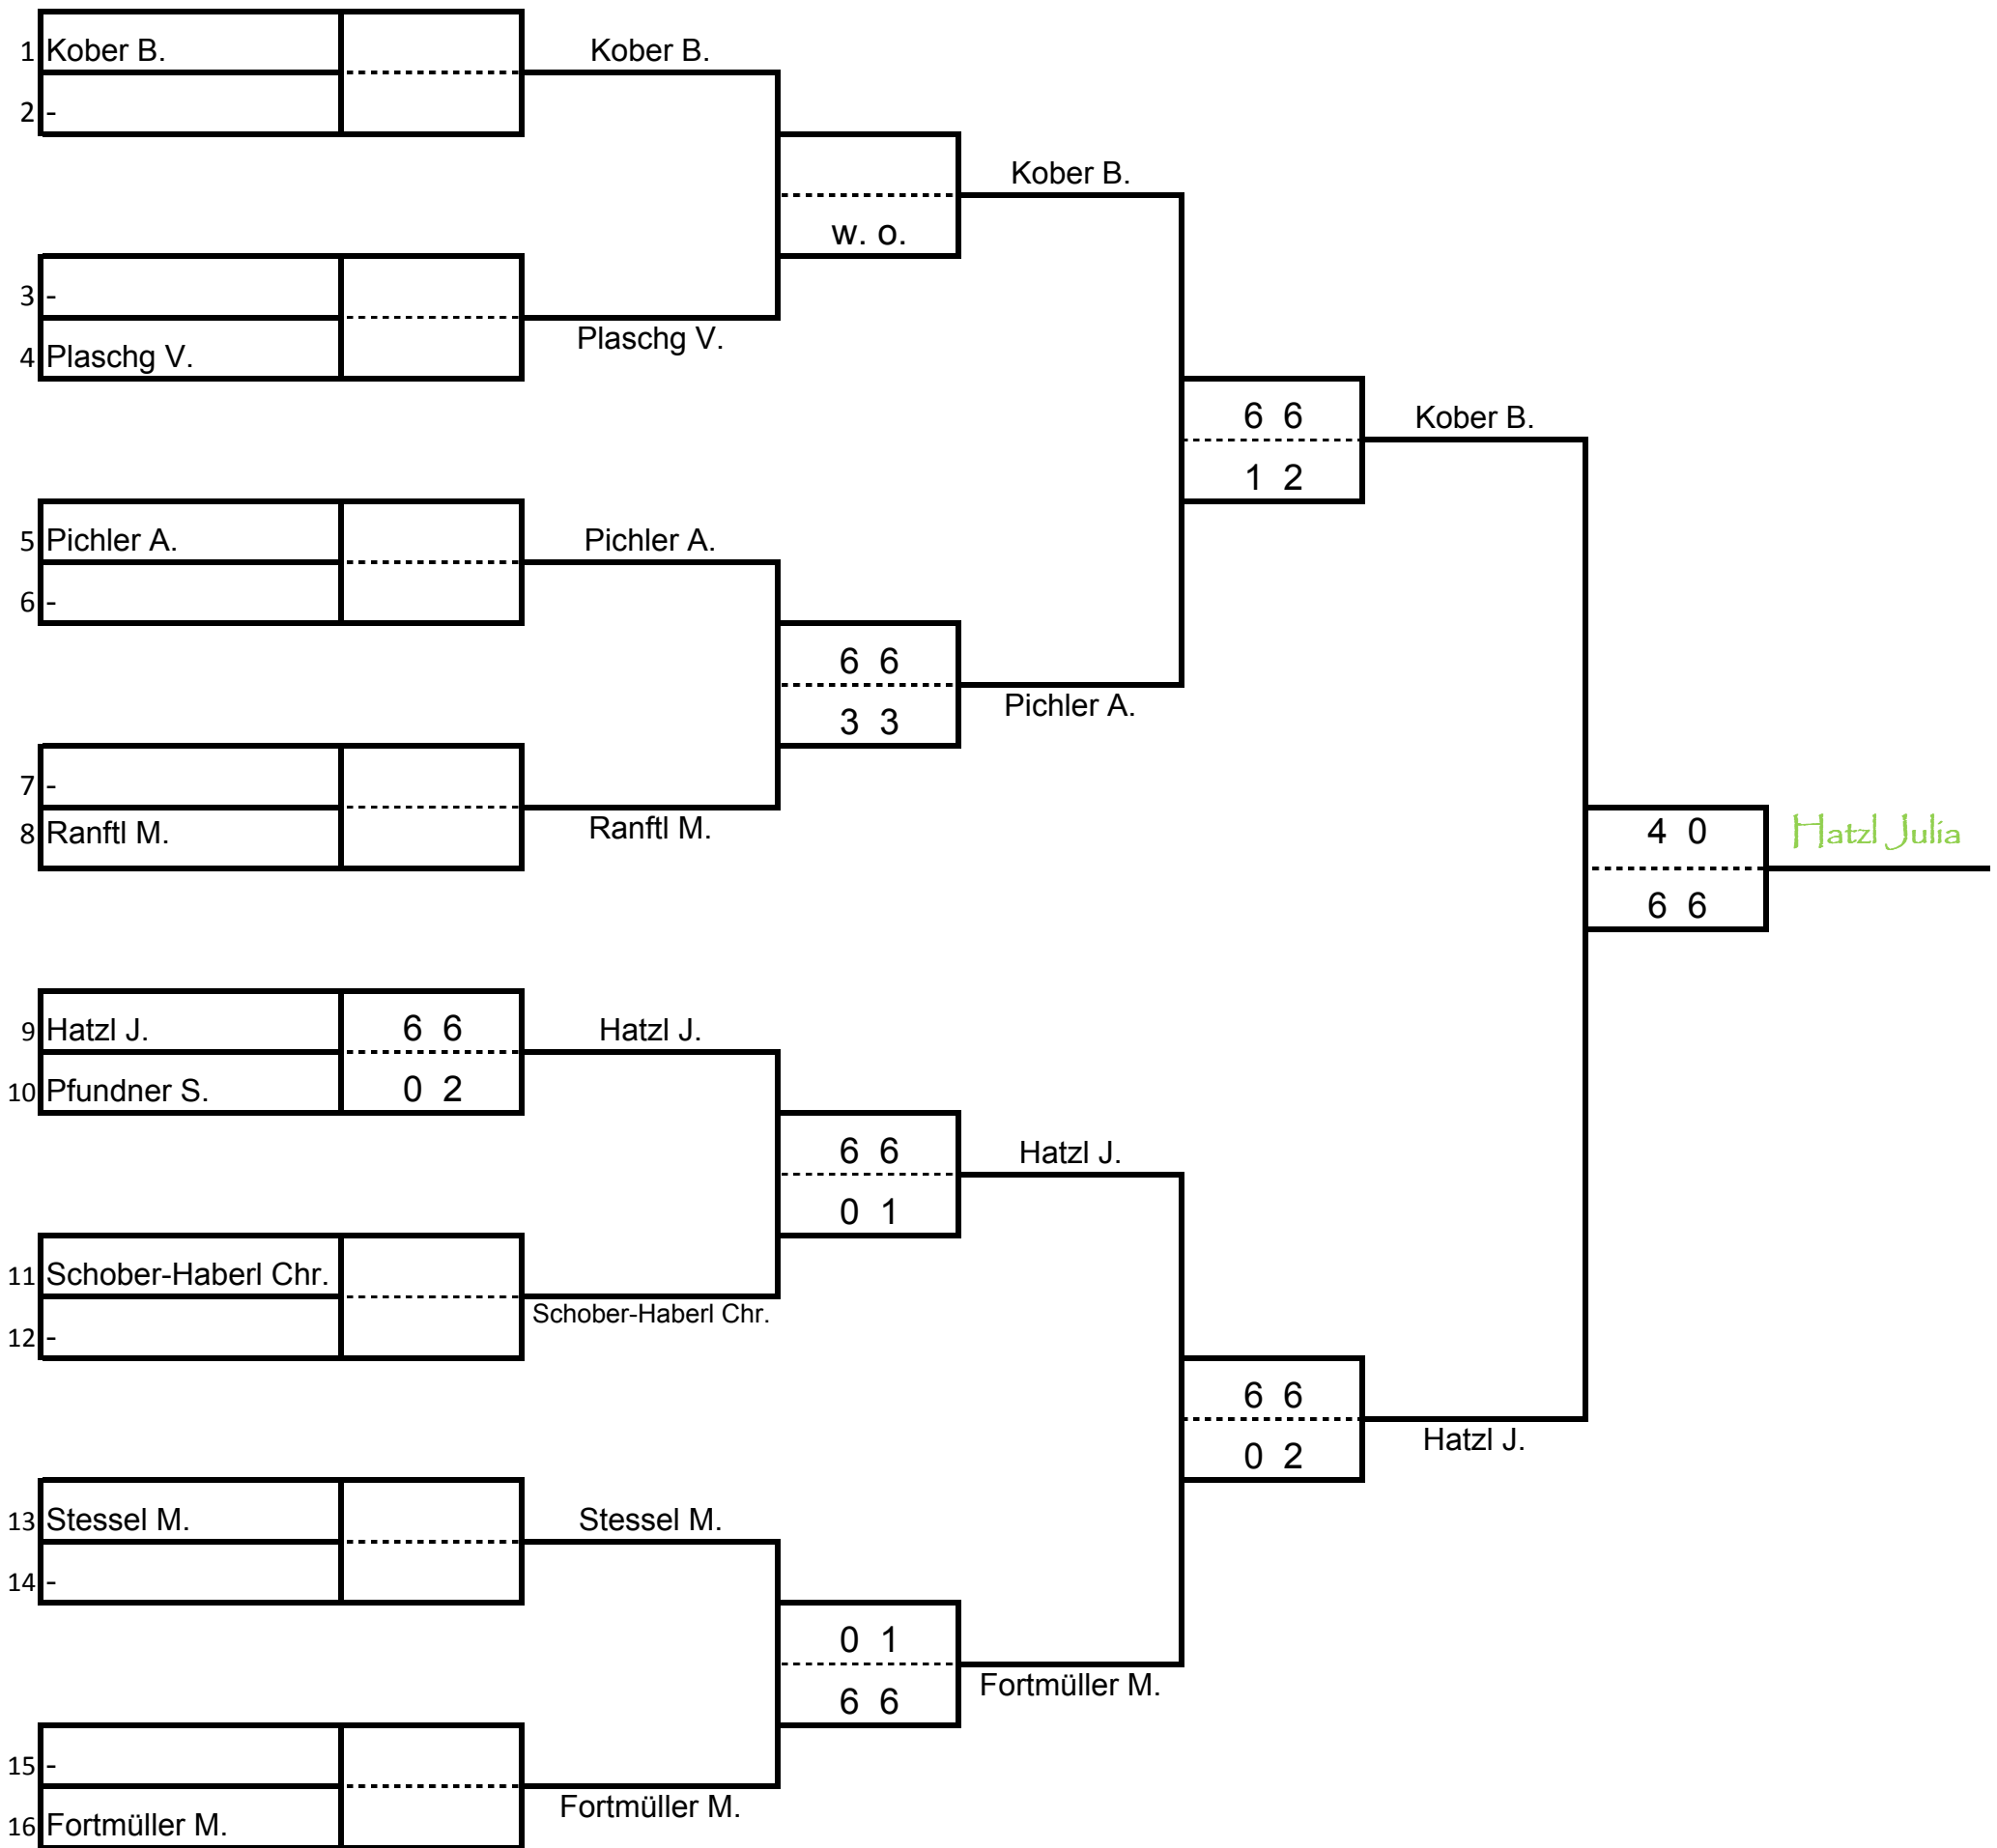 1 Kober B.
2 -
3 -
4 Plaschg V.
5 Pichler A.
6 -
7 -
8 Ranftl M.
9 Hatzl J. 6 6
10 Pfundner S. 0 2
11 Schober-Haberl Chr.
12 -
13 Stessel M.
14 -
15 -
16 Fortmüller M.
Kober B.
Plaschg V.
Pichler A.
Ranftl M.
Hatzl J.
Schober-Haberl Chr.
Stessel M.
Fortmüller M.
w. o.
6 6
3 3
6 6
0 1
0 1
6 6
Kober B.
Pichler A.
Hatzl J.
Fortmüller M.
6 6
1 2
6 6
0 2
Kober B.
Hatzl J.
4 0
6 6
Hatzl Julia